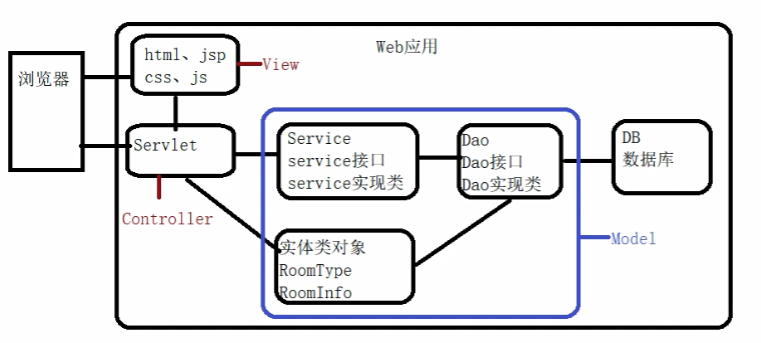 Web应用
浏览器
html、jsp
css、js
View
Servlet
Controller
Service
service接口
service实现类
Dao
Dao接口
Dao实现类
DB
数据库
实体类对象
RoomType
RoomInfo
Model